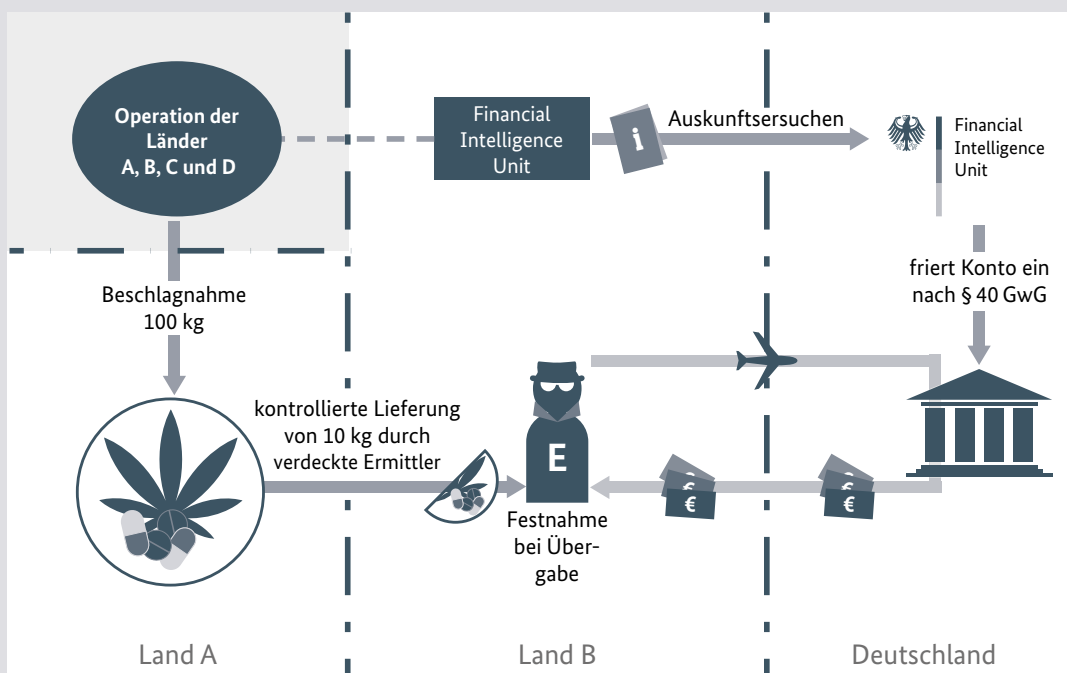 Operation der
Länder
A, B, C und D
Financial
Intelligence
Unit
i
Auskunftsersuchen
Financial
Intelligence
Unit
Beschlagnahme
100 kg
friert Konto ein
nach § 40 GwG
kontrollierte Lieferung
von 10 kg durch
verdeckte Ermittler
E
€
€
€
€
Festnahme
bei Über-
gabe
Land A
Land B
Deutschland